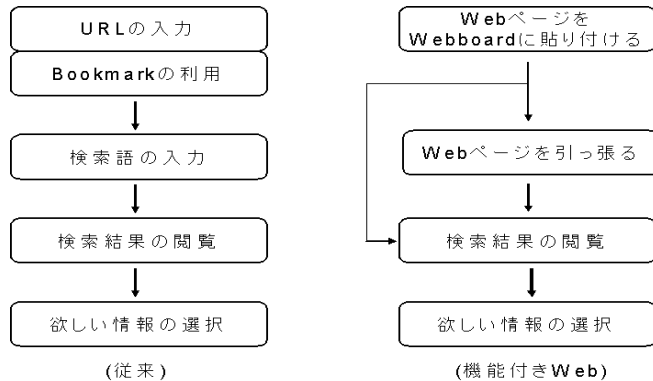 URLの入力
Bookmarkの利用
検索語の入力
検索結果の閲覧
欲しい情報の選択
(従来)
Webページを
Webboardに貼り付ける
Webページを引っ張る
検索結果の閲覧
欲しい情報の選択
(機能付きWeb)